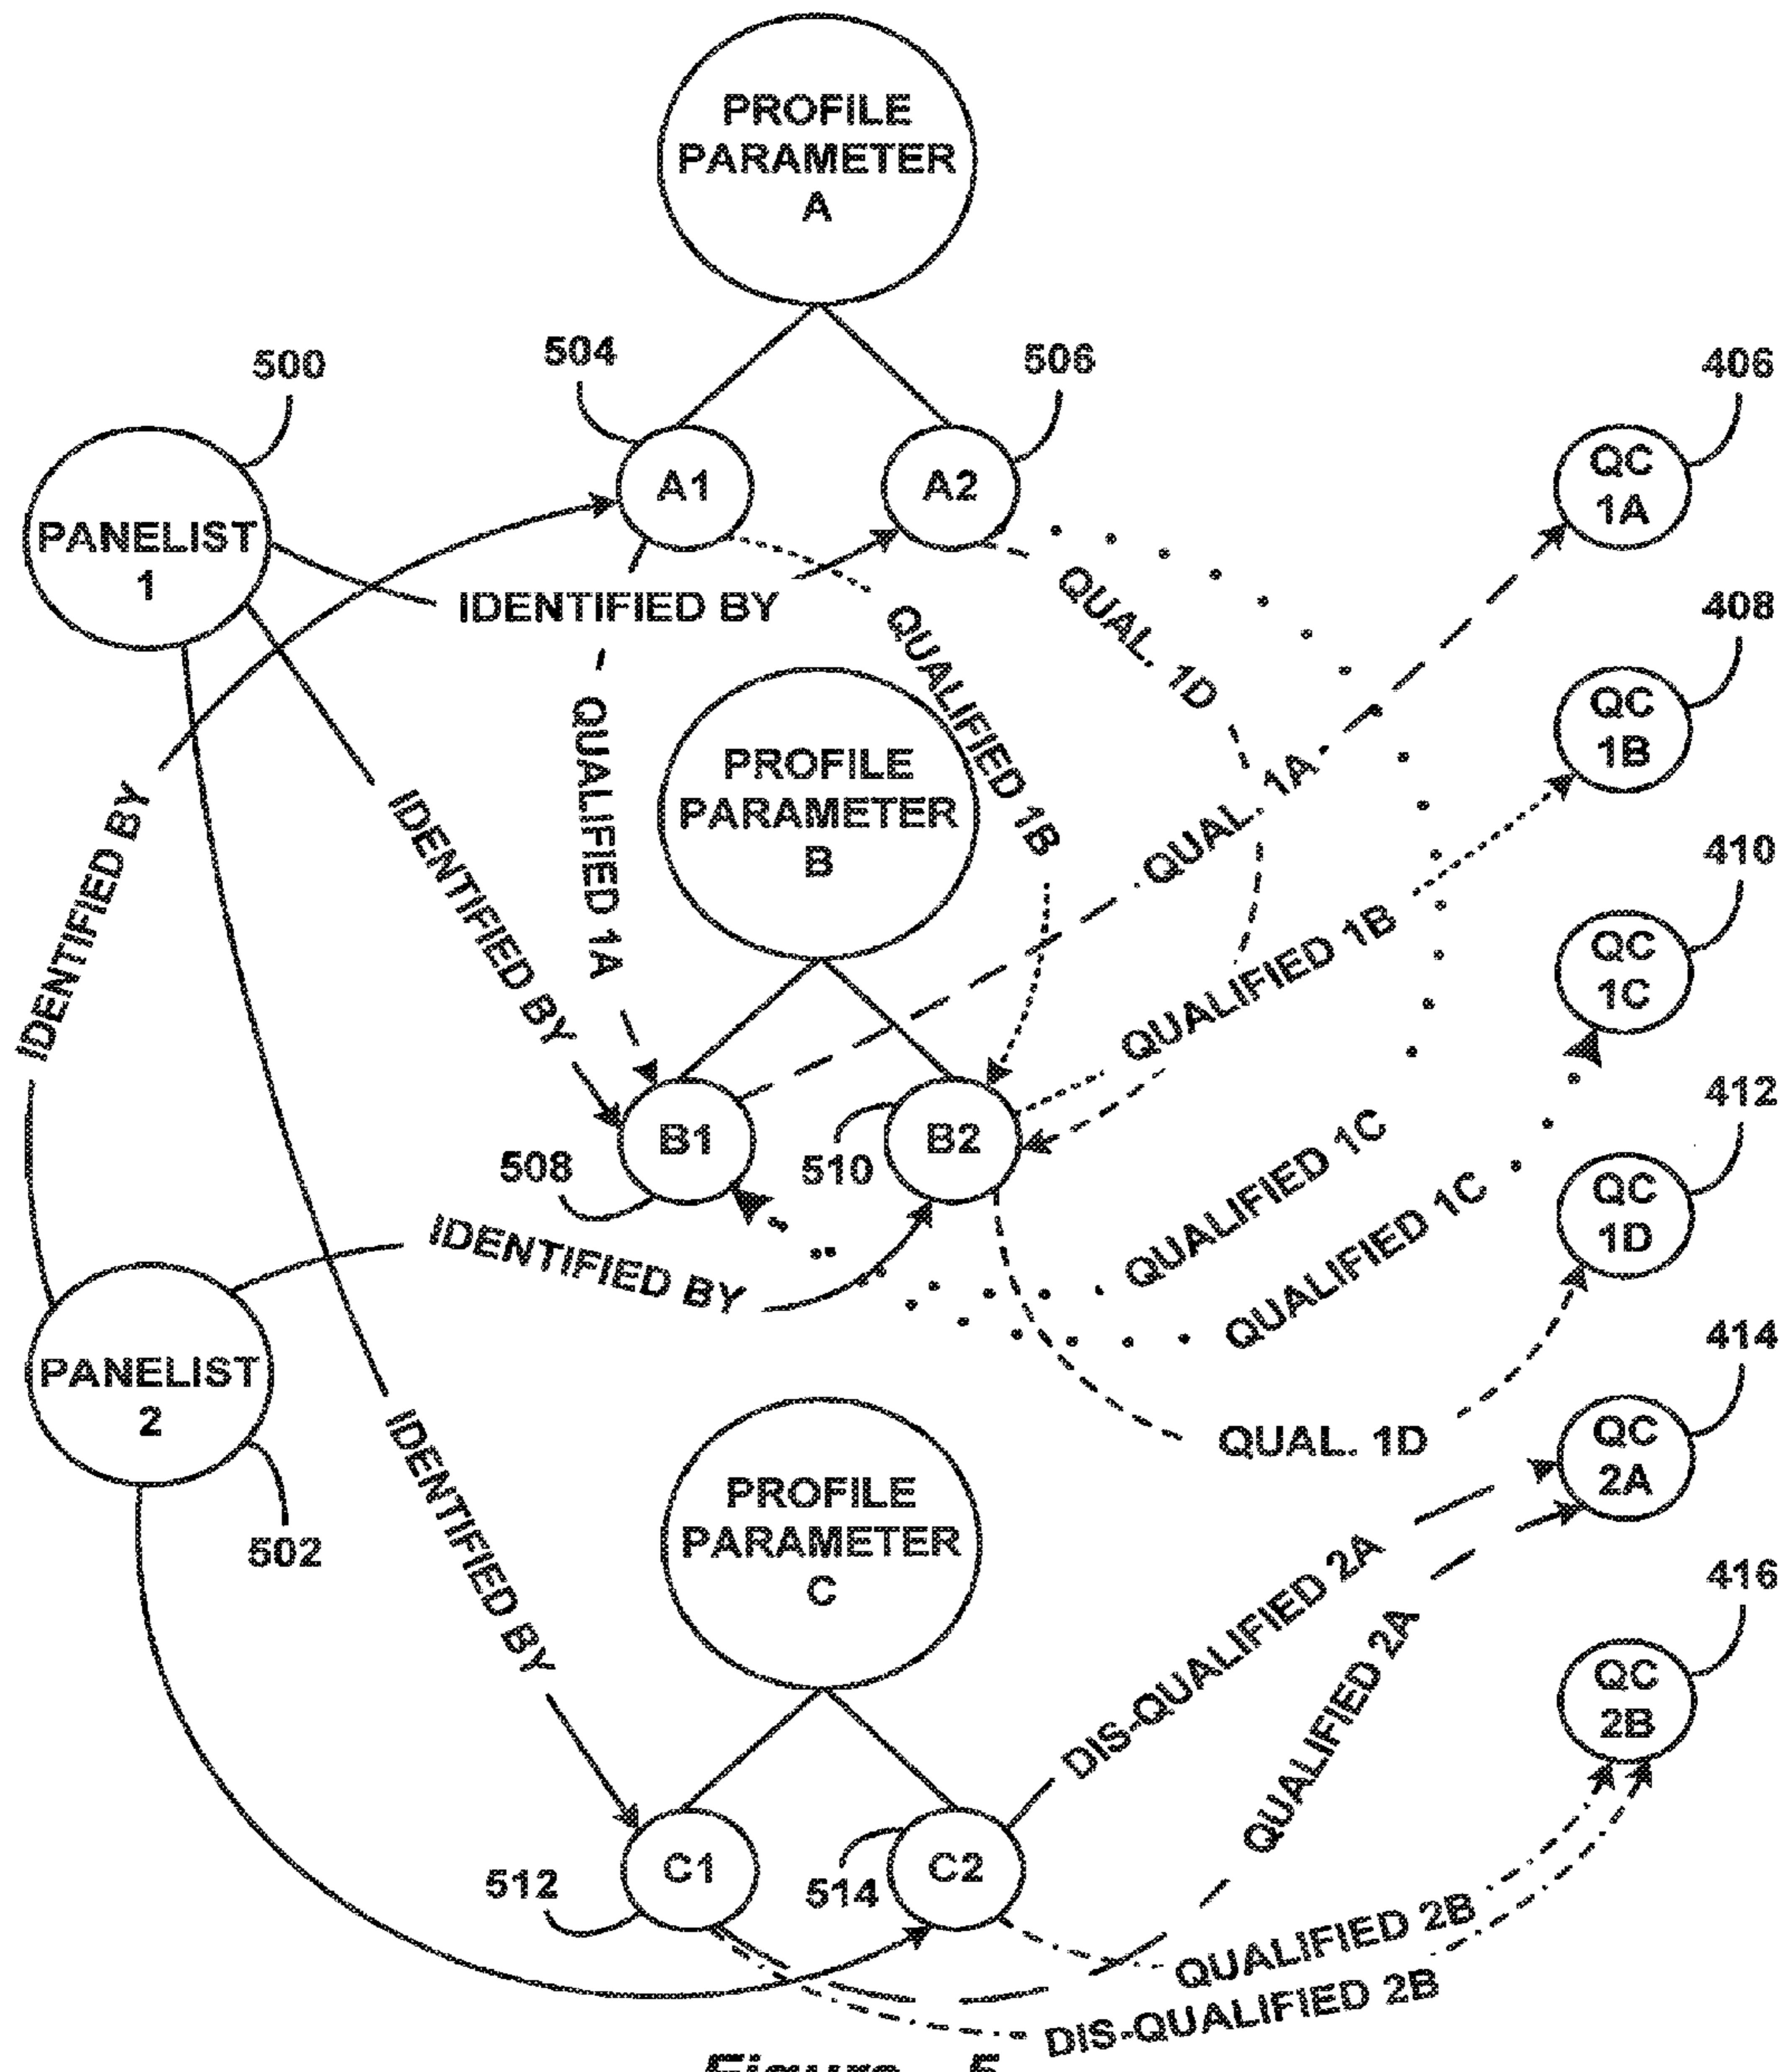 PROFILE
PARAMETER
A
500
504
506
406
PANELIST
1
A1
A2
QC
1A
IDENTIFIED BY
QUALIFIED 1A
QUALIFIED 1B
QUAL. 1D
QUAL. 1A
408
QC
1B
IDENTIFIED BY
IDENTIFIED BY
PROFILE
PARAMETER
B
QUALIFIED 1B
410
QC
1C
B1
B2
508
510
412
QC
1D
IDENTIFIED BY
QUALIFIED 1C
QUALIFIED 1C
PANELIST
2
502
QUAL. 1D
414
QC
2A
IDENTIFIED BY
PROFILE
PARAMETER
C
DIS-QUALIFIED 2A
QUALIFIED 2A
416
QC
2B
C1
C2
512
514
QUALIFIED 2B
DIS-QUALIFIED 2B
Figure 5